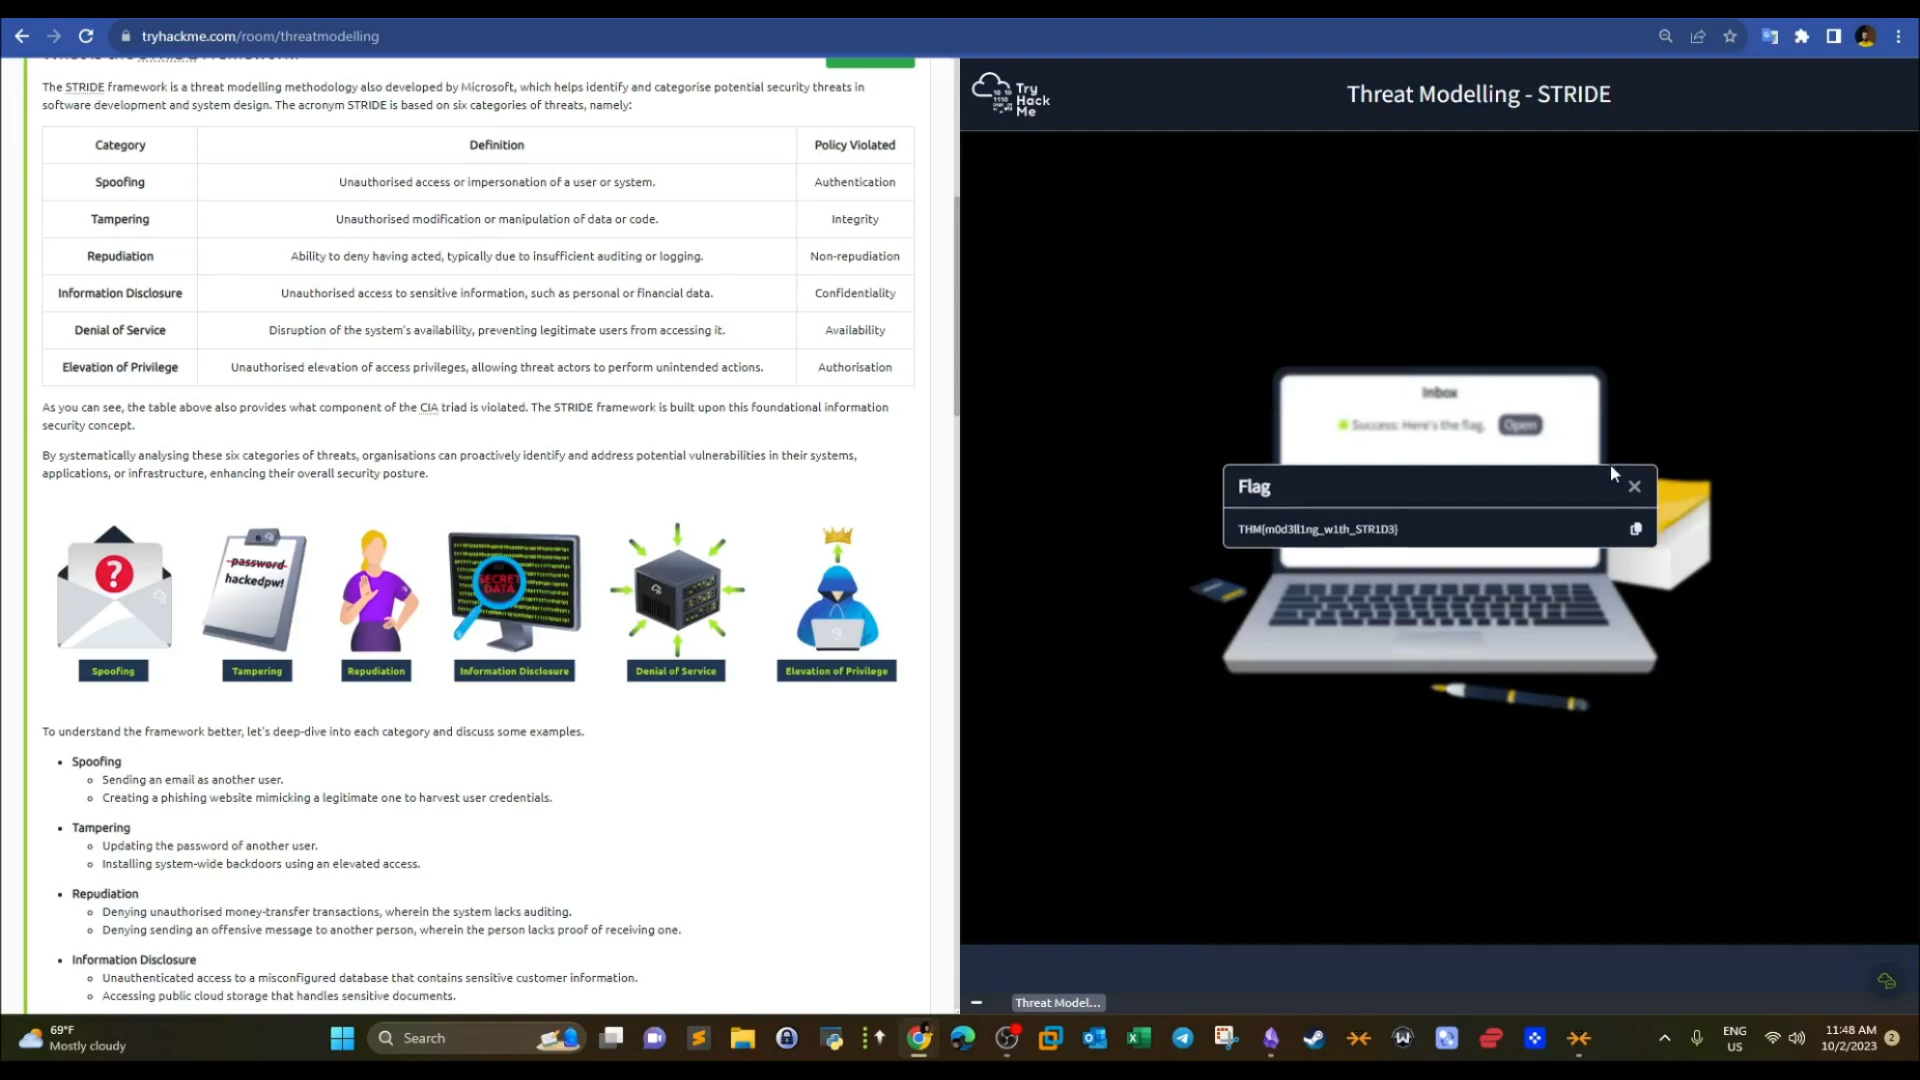 tryhackme.com/room/threatmodelling
The STRIDE framework is a threat modelling methodology also developed by Microsoft, which helps identify and categorise potential security threats in
software development and system design. The acronym STRIDE is based on six categories of threats, namely:
Category Definition Policy Violated
Spoofing Unauthorised access or impersonation of a user or system. Authentication
Tampering Unauthorised modification or manipulation of data or code. Integrity
Repudiation Ability to deny having acted, typically due to insufficient auditing or logging. Non-repudiation
Information Disclosure Unauthorised access to sensitive information, such as personal or financial data. Confidentiality
Denial of Service Disruption of the system's availability, preventing legitimate users from accessing it. Availability
Elevation of Privilege Unauthorised elevation of access privileges, allowing threat actors to perform unintended actions. Authorisation
As you can see, the table above also provides what component of the CIA triad is violated. The STRIDE framework is built upon this foundational information
security concept.
By systematically analysing these six categories of threats, organisations can proactively identify and address potential vulnerabilities in their systems,
applications, or infrastructure, enhancing their overall security posture.
?
password
hackedpw!
SECRET
DATA
Spoofing Tampering Repudiation Information Disclosure Denial of Service Elevation of Privilege
To understand the framework better, let's deep-dive into each category and discuss some examples.
• Spoofing
Sending an email as another user.
Creating a phishing website mimicking a legitimate one to harvest user credentials.
• Tampering
Updating the password of another user.
Installing system-wide backdoors using an elevated access.
• Repudiation
Denying unauthorised money-transfer transactions, wherein the system lacks auditing.
Denying sending an offensive message to another person, wherein the person lacks proof of receiving one.
• Information Disclosure
Unauthenticated access to a misconfigured database that contains sensitive customer information.
Accessing public cloud storage that handles sensitive documents.
Try
Hack
Me
Threat Modelling - STRIDE
Inbox
Success: Here's the flag. Open
Flag
THM{m0d3ll1ng_w1th_STR1D3}
Threat Model...
69°F
Mostly cloudy
Search
ENG
US
11:48 AM
10/2/2023
2